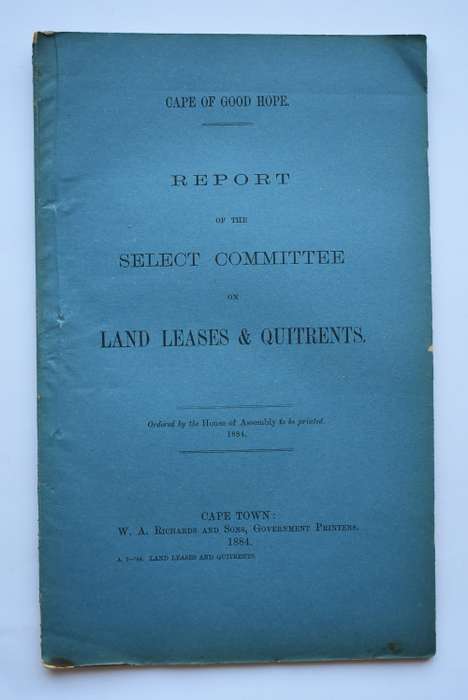 CAPE OF GOOD HOPE.
REPORT
OF THE
SELECT COMMITTEE
ON
LAND LEASES & QUITRENTS.
Ordered by the House of Assembly to be printed.
1884.
CAPE TOWN:
W. A. RICHARDS AND SONS, GOVERNMENT PRINTERS.
1884.
LAND LEASES AND QUITRENTS.